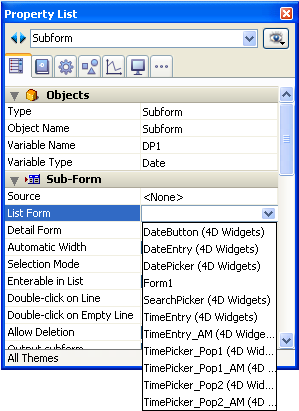 Property List
Subform
Objects
Type Subform
Object Name Subform
Variable Name DP1
Variable Type Date
Sub-Form
Source <None>
List Form
Detail Form
Automatic Width
Selection Mode
Enterable in List
Double-click on Line
Double-click on Empty Line
Allow Deletion
Output subform
All Themes
DateButton (4D Widgets)
DateEntry (4D Widgets)
DatePicker (4D Widgets)
Form1
SearchPicker (4D Widgets)
TimeEntry (4D Widgets)
TimeEntry_AM (4D Widge...
TimePicker_Pop1 (4D Wid...
TimePicker_Pop1_AM (4D ...
TimePicker_Pop2 (4D Wid...
TimePicker_Pop2_AM (4D ...